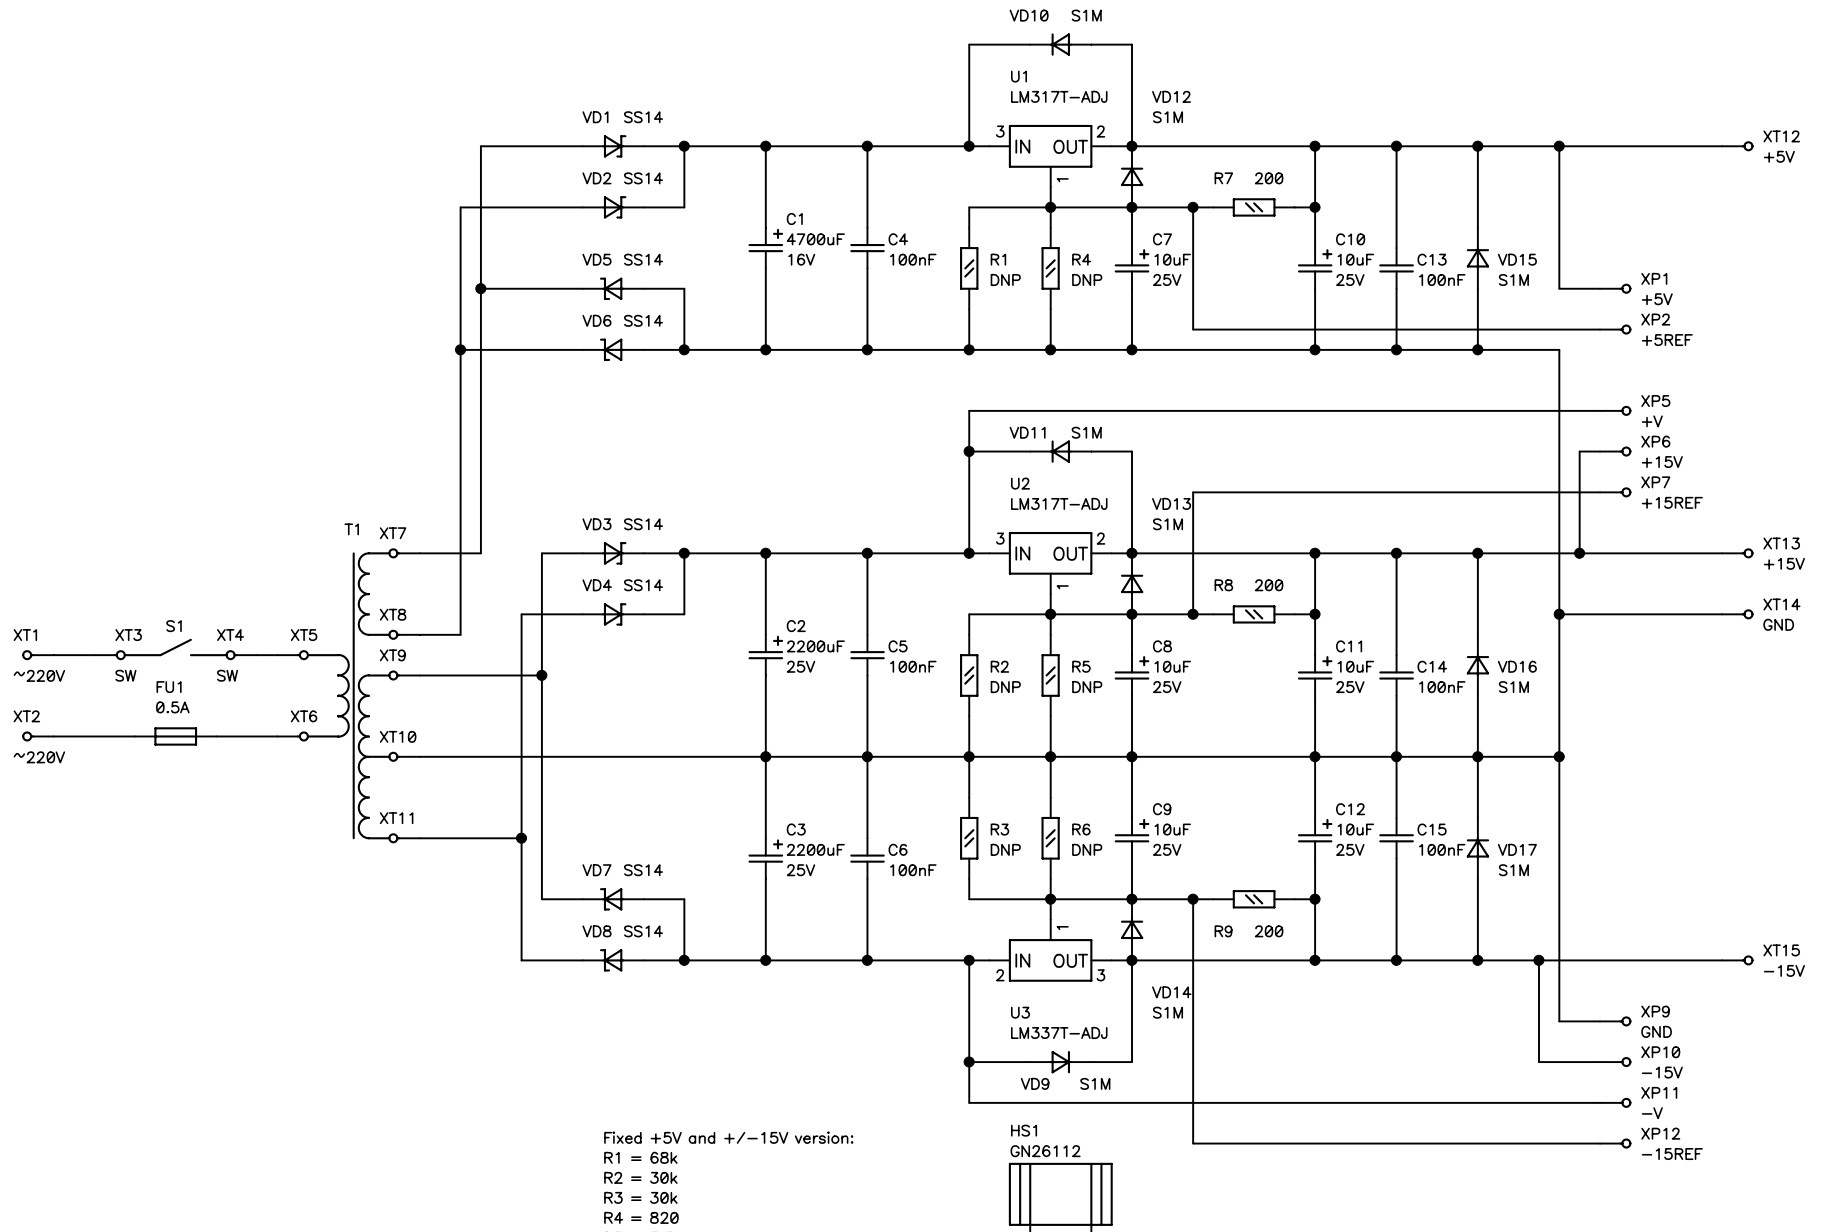 VD10 S1M
U1
LM317T-ADJ
VD12
S1M
VD1 SS14
3 IN OUT 2
1
XT12
+5V
VD2 SS14
R7 200
C1
+ 4700uF
16V
C4
100nF
R1
DNP
R4
DNP
C7
+ 10uF
25V
C10
+ 10uF
25V
C13
100nF
VD15
S1M
VD5 SS14
VD6 SS14
XP1
+5V
XP2
+5REF
XP5
+V
VD11 S1M
XP6
+15V
U2
LM317T-ADJ
VD13
S1M
XP7
+15REF
T1
XT7
VD3 SS14
3 IN OUT 2
1
XT13
+15V
VD4 SS14
R8 200
XT14
GND
XT8
XT1
~220V
XT3
SW
S1
XT4
SW
XT5
XT9
C2
+ 2200uF
25V
C5
100nF
R2
DNP
R5
DNP
C8
+ 10uF
25V
C11
+ 10uF
25V
C14
100nF
VD16
S1M
FU1
0.5A
XT2
~220V
XT6
XT10
XT11
C3
+ 2200uF
25V
C6
100nF
R3
DNP
R6
DNP
C9
+ 10uF
25V
C12
+ 10uF
25V
C15
100nF
VD17
S1M
VD7 SS14
VD8 SS14
R9 200
1
2 IN OUT 3
XT15
-15V
U3
LM337T-ADJ
VD14
S1M
XP9
GND
VD9 S1M
XP10
-15V
XP11
-V
XP12
-15REF
HS1
GN26112
Fixed +5V and +/-15V version:
R1 = 68k
R2 = 30k
R3 = 30k
R4 = 820